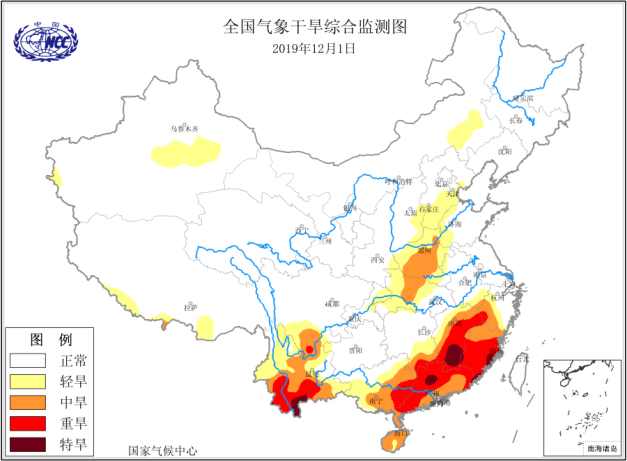 中国
NCC
全国气象干旱综合监测图
2019年12月1日
哈尔滨
长春
乌鲁木齐
沈阳
呼和浩特
北京
天津
银川
太原
石家庄
济南
西宁
兰州
郑州
西安
南京
合肥
上海
拉萨
成都
武汉
杭州
重庆
南昌
长沙
贵阳
昆明
台北
南宁
广州
海口
图 例
正常
轻旱
中旱
重旱
特旱
国家气候中心
南海诸岛